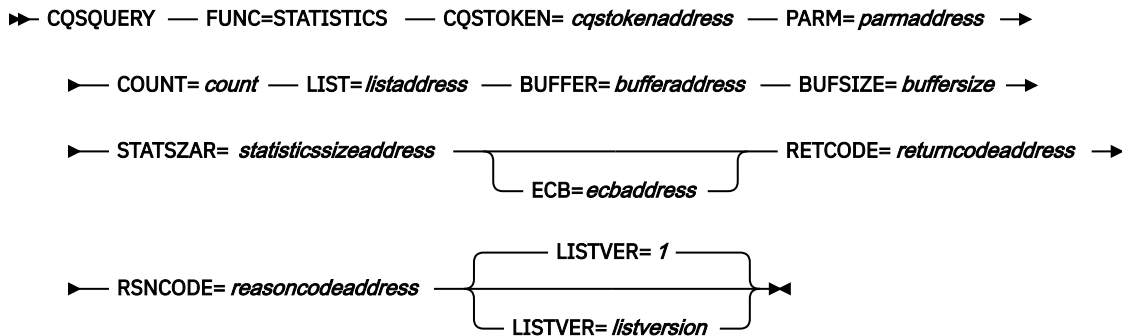 CQSQUERY FUNC=STATISTICS CQSTOKEN= cqstokenaddress PARM= parmaddress
COUNT= count LIST= listaddress BUFFER= bufferaddress BUFSIZE= buffersize
STATSZAR= statisticssizeaddress RETCODE= returncodeaddress
ECB= ecbaddress
LISTVER= 1
RSNCODE= reasoncodeaddress
LISTVER= listversion